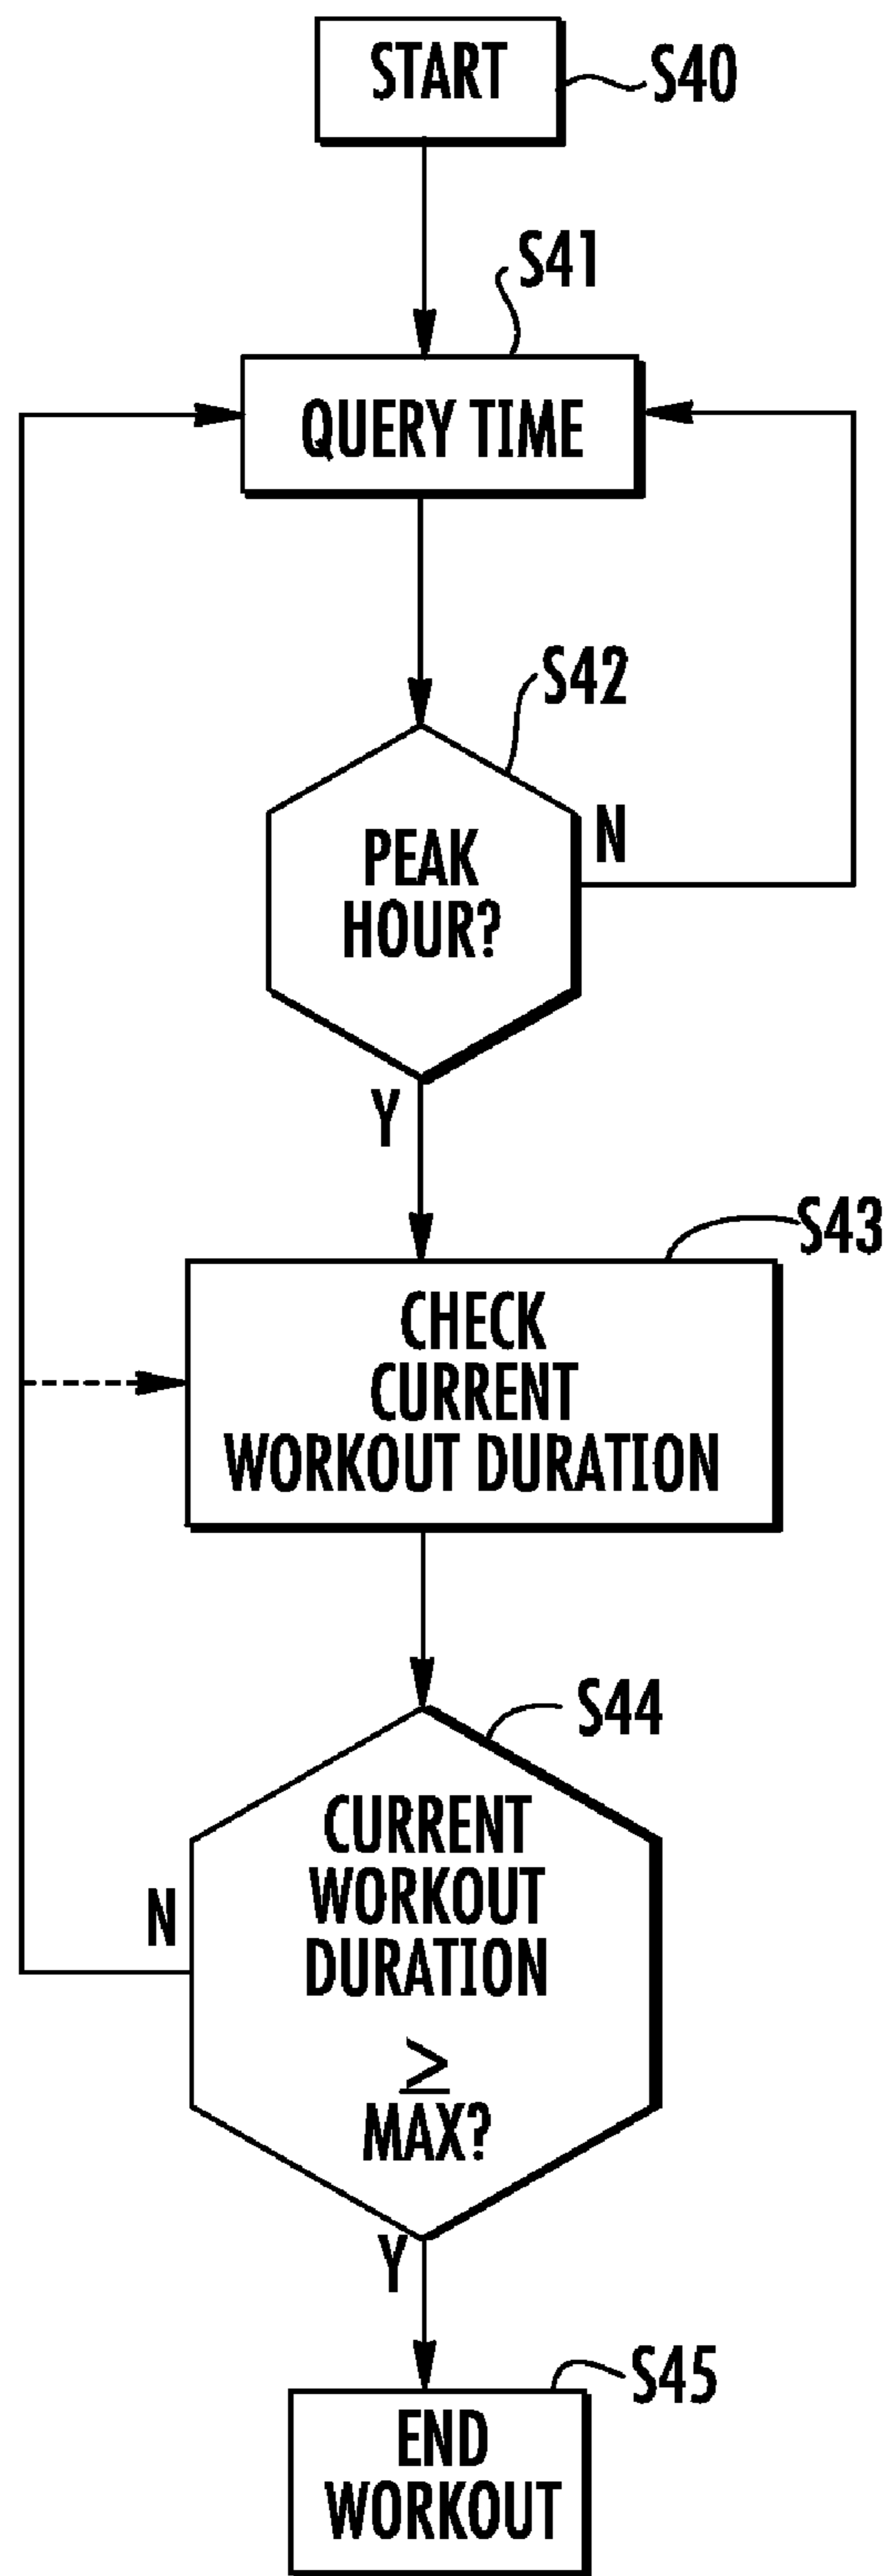 START
S40
S41
QUERY TIME
S42
PEAK
HOUR?
N
Y
S43
CHECK
CURRENT
WORKOUT DURATION
S44
CURRENT
WORKOUT
DURATION
≥
MAX?
N
Y
S45
END
WORKOUT